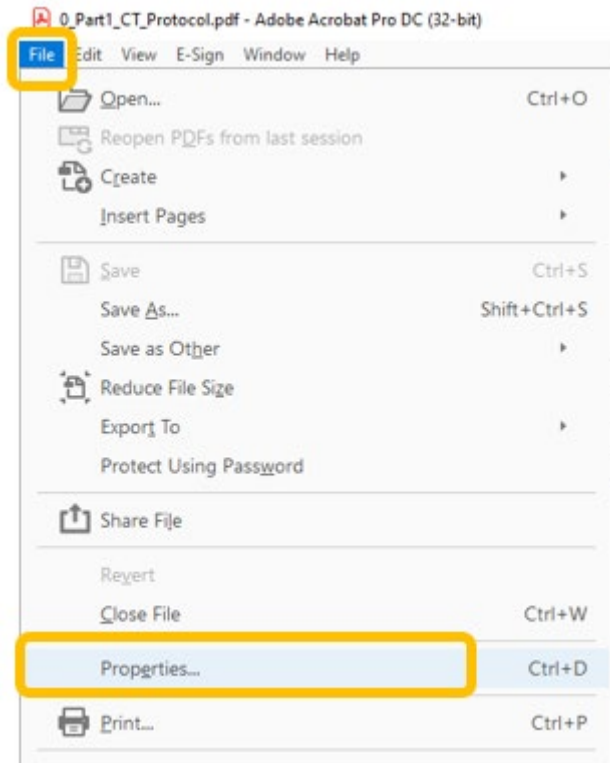 0_Part1_CT_Protocol.pdf - Adobe Acrobat Pro DC (32-bit)
File Edit View E-Sign Window Help
Open... Ctrl+O
Reopen PDFs from last session
Create
Insert Pages
Save Ctrl+S
Save As... Shift+Ctrl+S
Save as Other
Reduce File Size
Export To
Protect Using Password
Share File
Revert
Close File Ctrl+W
Properties... Ctrl+D
Print... Ctrl+P